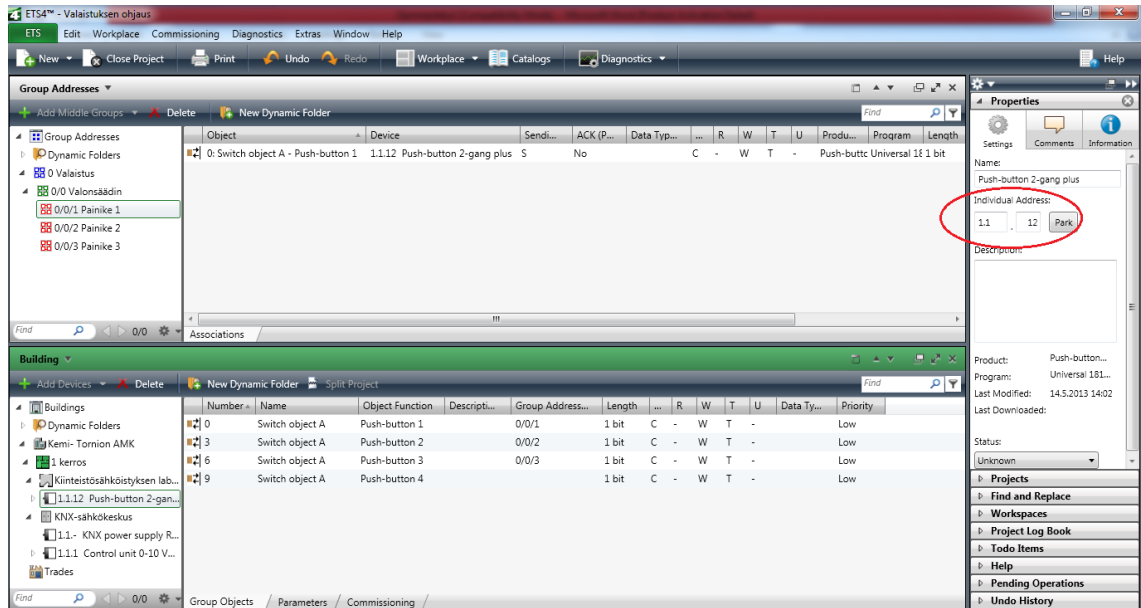 ETS4™ - Valaistuksen ohjaus
ETS Edit Workplace Commissioning Diagnostics Extras Window Help
New Close Project Print Undo Redo Workplace Catalogs Diagnostics Help
Group Addresses
Add Middle Groups Delete New Dynamic Folder Find
Group Addresses
Dynamic Folders
0 Valaistus
0/0 Valonsäädin
0/0/1 Painike 1
0/0/2 Painike 2
0/0/3 Painike 3
Find 0/0
Object Device Sendi... ACK (P... Data Typ... ... R W T U Produ... Program Length
0: Switch object A - Push-button 1 1.1.12 Push-button 2-gang plus S No C - W T - Push-buttc Universal 18 1 bit
Associations
Building
Add Devices Delete New Dynamic Folder Split Project Find
Buildings
Dynamic Folders
Kemi- Tornion AMK
1 kerros
Kiinteistösähköistyksen lab...
1.1.12 Push-button 2-gan...
KNX-sähkökeskus
1.1.- KNX power supply R...
1.1.1 Control unit 0-10 V...
Trades
Find 0/0
Number Name Object Function Descripti... Group Address... Length ... R W T U Data Ty... Priority
0 Switch object A Push-button 1 0/0/1 1 bit C - W T - Low
3 Switch object A Push-button 2 0/0/2 1 bit C - W T - Low
6 Switch object A Push-button 3 0/0/3 1 bit C - W T - Low
9 Switch object A Push-button 4 1 bit C - W T - Low
Group Objects Parameters Commissioning
Properties
Settings Comments Information
Name:
Push-button 2-gang plus
Individual Address:
1.1 . 12 Park
Description:
Product: Push-button...
Program: Universal 181...
Last Modified: 14.5.2013 14:02
Last Downloaded:
Status:
Unknown
Projects
Find and Replace
Workspaces
Project Log Book
Todo Items
Help
Pending Operations
Undo History